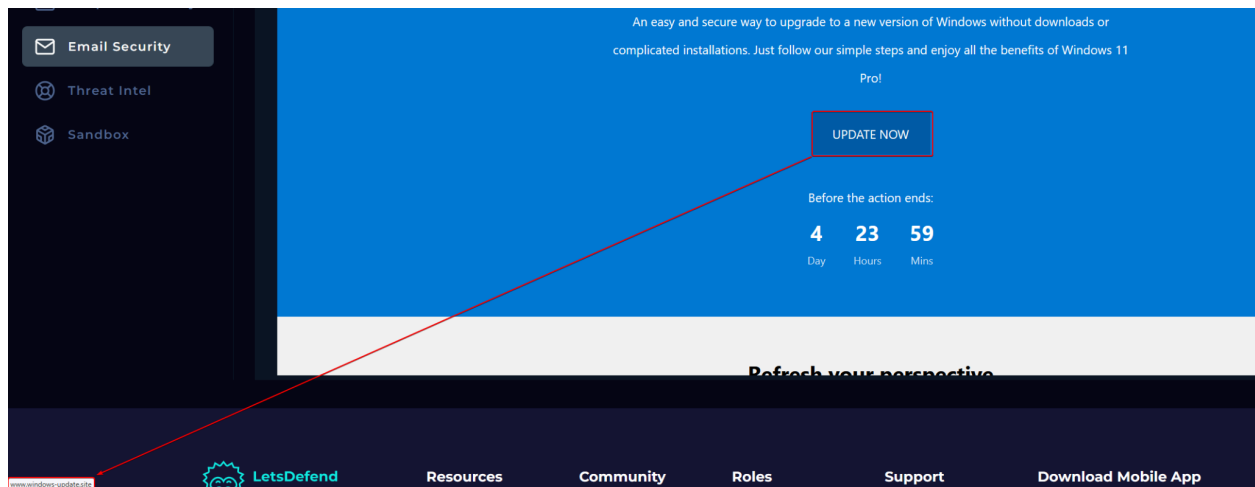 An easy and secure way to upgrade to a new version of Windows without downloads or
complicated installations. Just follow our simple steps and enjoy all the benefits of Windows 11
Pro!
Email Security
Threat Intel
Sandbox
UPDATE NOW
Before the action ends:
4 23 59
Day Hours Mins
Refresh your perspective
LetsDefend Resources Community Roles Support Download Mobile App
www.windows-update.site